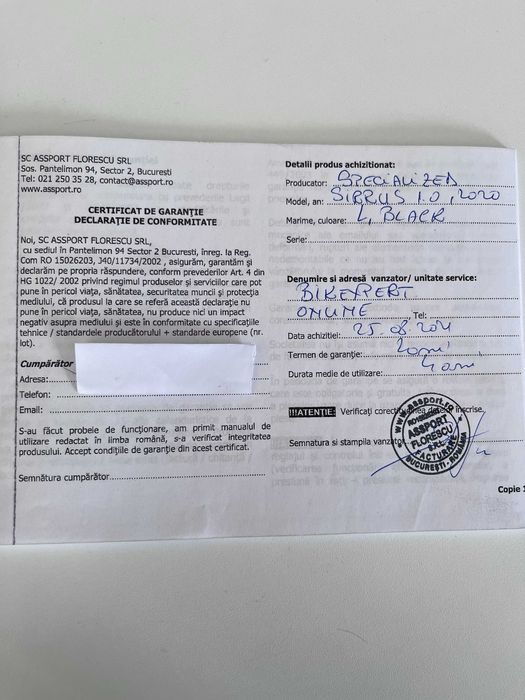 SC ASSPORT FLORESCU SRL
Sos. Pantelimon 94, Sector 2, Bucuresti
Tel: 021 250 35 28, contact@assport.ro
www.assport.ro
CERTIFICAT DE GARANȚIE
DECLARAȚIE DE CONFORMITATE
Noi, SC ASSPORT FLORESCU SRL,
cu sediul în Pantelimon 94 Sector 2 Bucuresti, înreg. la Reg.
Com RO 15026203, J40/11734/2002 , asigurăm, garantăm și
declarăm pe propria răspundere, conform prevederilor Art. 4 din
HG 1022/ 2002 privind regimul produselor și serviciilor care pot
pune în pericol viața, sănătatea, securitatea muncii și protecția
mediului, că produsul la care se referă această declarație nu
pune în pericol viața, sănătatea, nu produce nici un impact
negativ asupra mediului și este în conformitate cu specificațiile
tehnice / standardele producătorului + standarde europene (nr.
lot).
Cumpărător
Adresa:
Telefon:
Email:
S-au făcut probele de funcționare, am primit manualul de
utilizare redactat în limba română, s-a verificat integritatea
produsului. Accept condițiile de garanție din acest certificat.
Semnătura cumpărător
Detalii produs achizitionat:
Producator: SPECIALIZED
Model, an: SIRRUS 1.0, 2020
Marime, culoare: L, BLACK
Serie:
Denumire si adresă vanzator/ unitate service:
BIKEXPERT
ONLINE Tel:
Data achizitiei: 25.08.2021
Termen de garanție: 2 ani
Durata medie de utilizare: 4 ani
!!!ATENȚIE: Verificați inscrise.
Semnatura si stampila vanzator
www.assport.ro
ROMANIA
ASSPORT
FLORESCU
S.R.L.
FACTURARE
BUCUREȘTI - ROMÂNIA
Copie 1